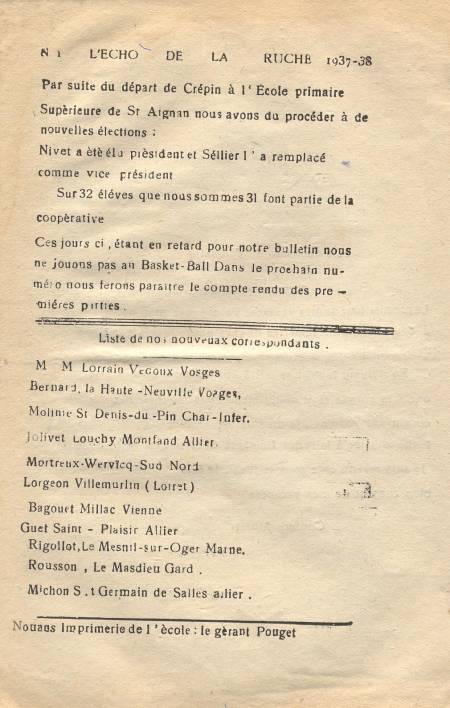 N 1 L'ECHO DE LA RUCHE 1937-38
Par suite du départ de Crépin à l' École primaire
Supèrieure de St Aignan nous avons du procéder à de
nouvelles élections :
Nivet a étè élu prèsident et Séllier l ' a remplacé
comme vice président
Sur 32 éléves que nous sommes 31 font partie de la
coopèrative
Ces jours ci , étant en retard pour notre bulletin nous
ne jouons pas au Basket-Ball Dans le prochain nu-
méro nous ferons paraitre le compte rendu des pre -
miéres parties .
Liste de nos nouveaux correspondants .
M M Lorrain Vecoux Vosges
Bernard, la Haute -Neuville Vosges,
Molinie St Denis-du -Pin Char-Infer.
Jolivet Louchy Montfand Allier.
Mortreux-Wervicq-Sud Nord
Lorgeon Villemurlin ( Loiret )
Bagouet Millac Vienne
Guet Saint - Plaisir Allier
Rigollot,Le Mesnil-sur-Oger Marne.
Rousson , Le Masdieu Gard .
Michon S . t Germain de Salles allier .
Nouans Imprimerie de l ' ècole : le gèrant Pouget